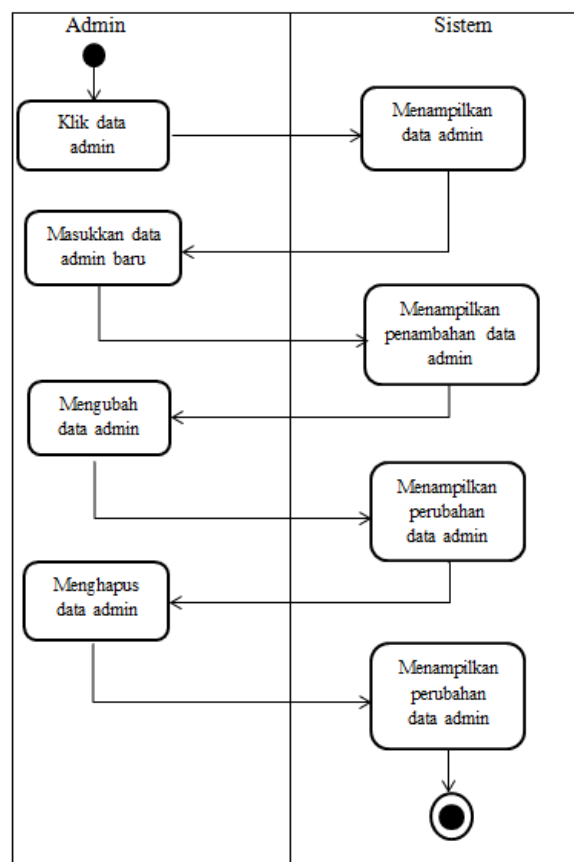 Admin
Sistem
Klik data
admin
Menampilkan
data admin
Masukkan data
admin baru
Menampilkan
penambahan data
admin
Mengubah
data admin
Menampilkan
perubahan
data admin
Menghapus
data admin
Menampilkan
perubahan
data admin